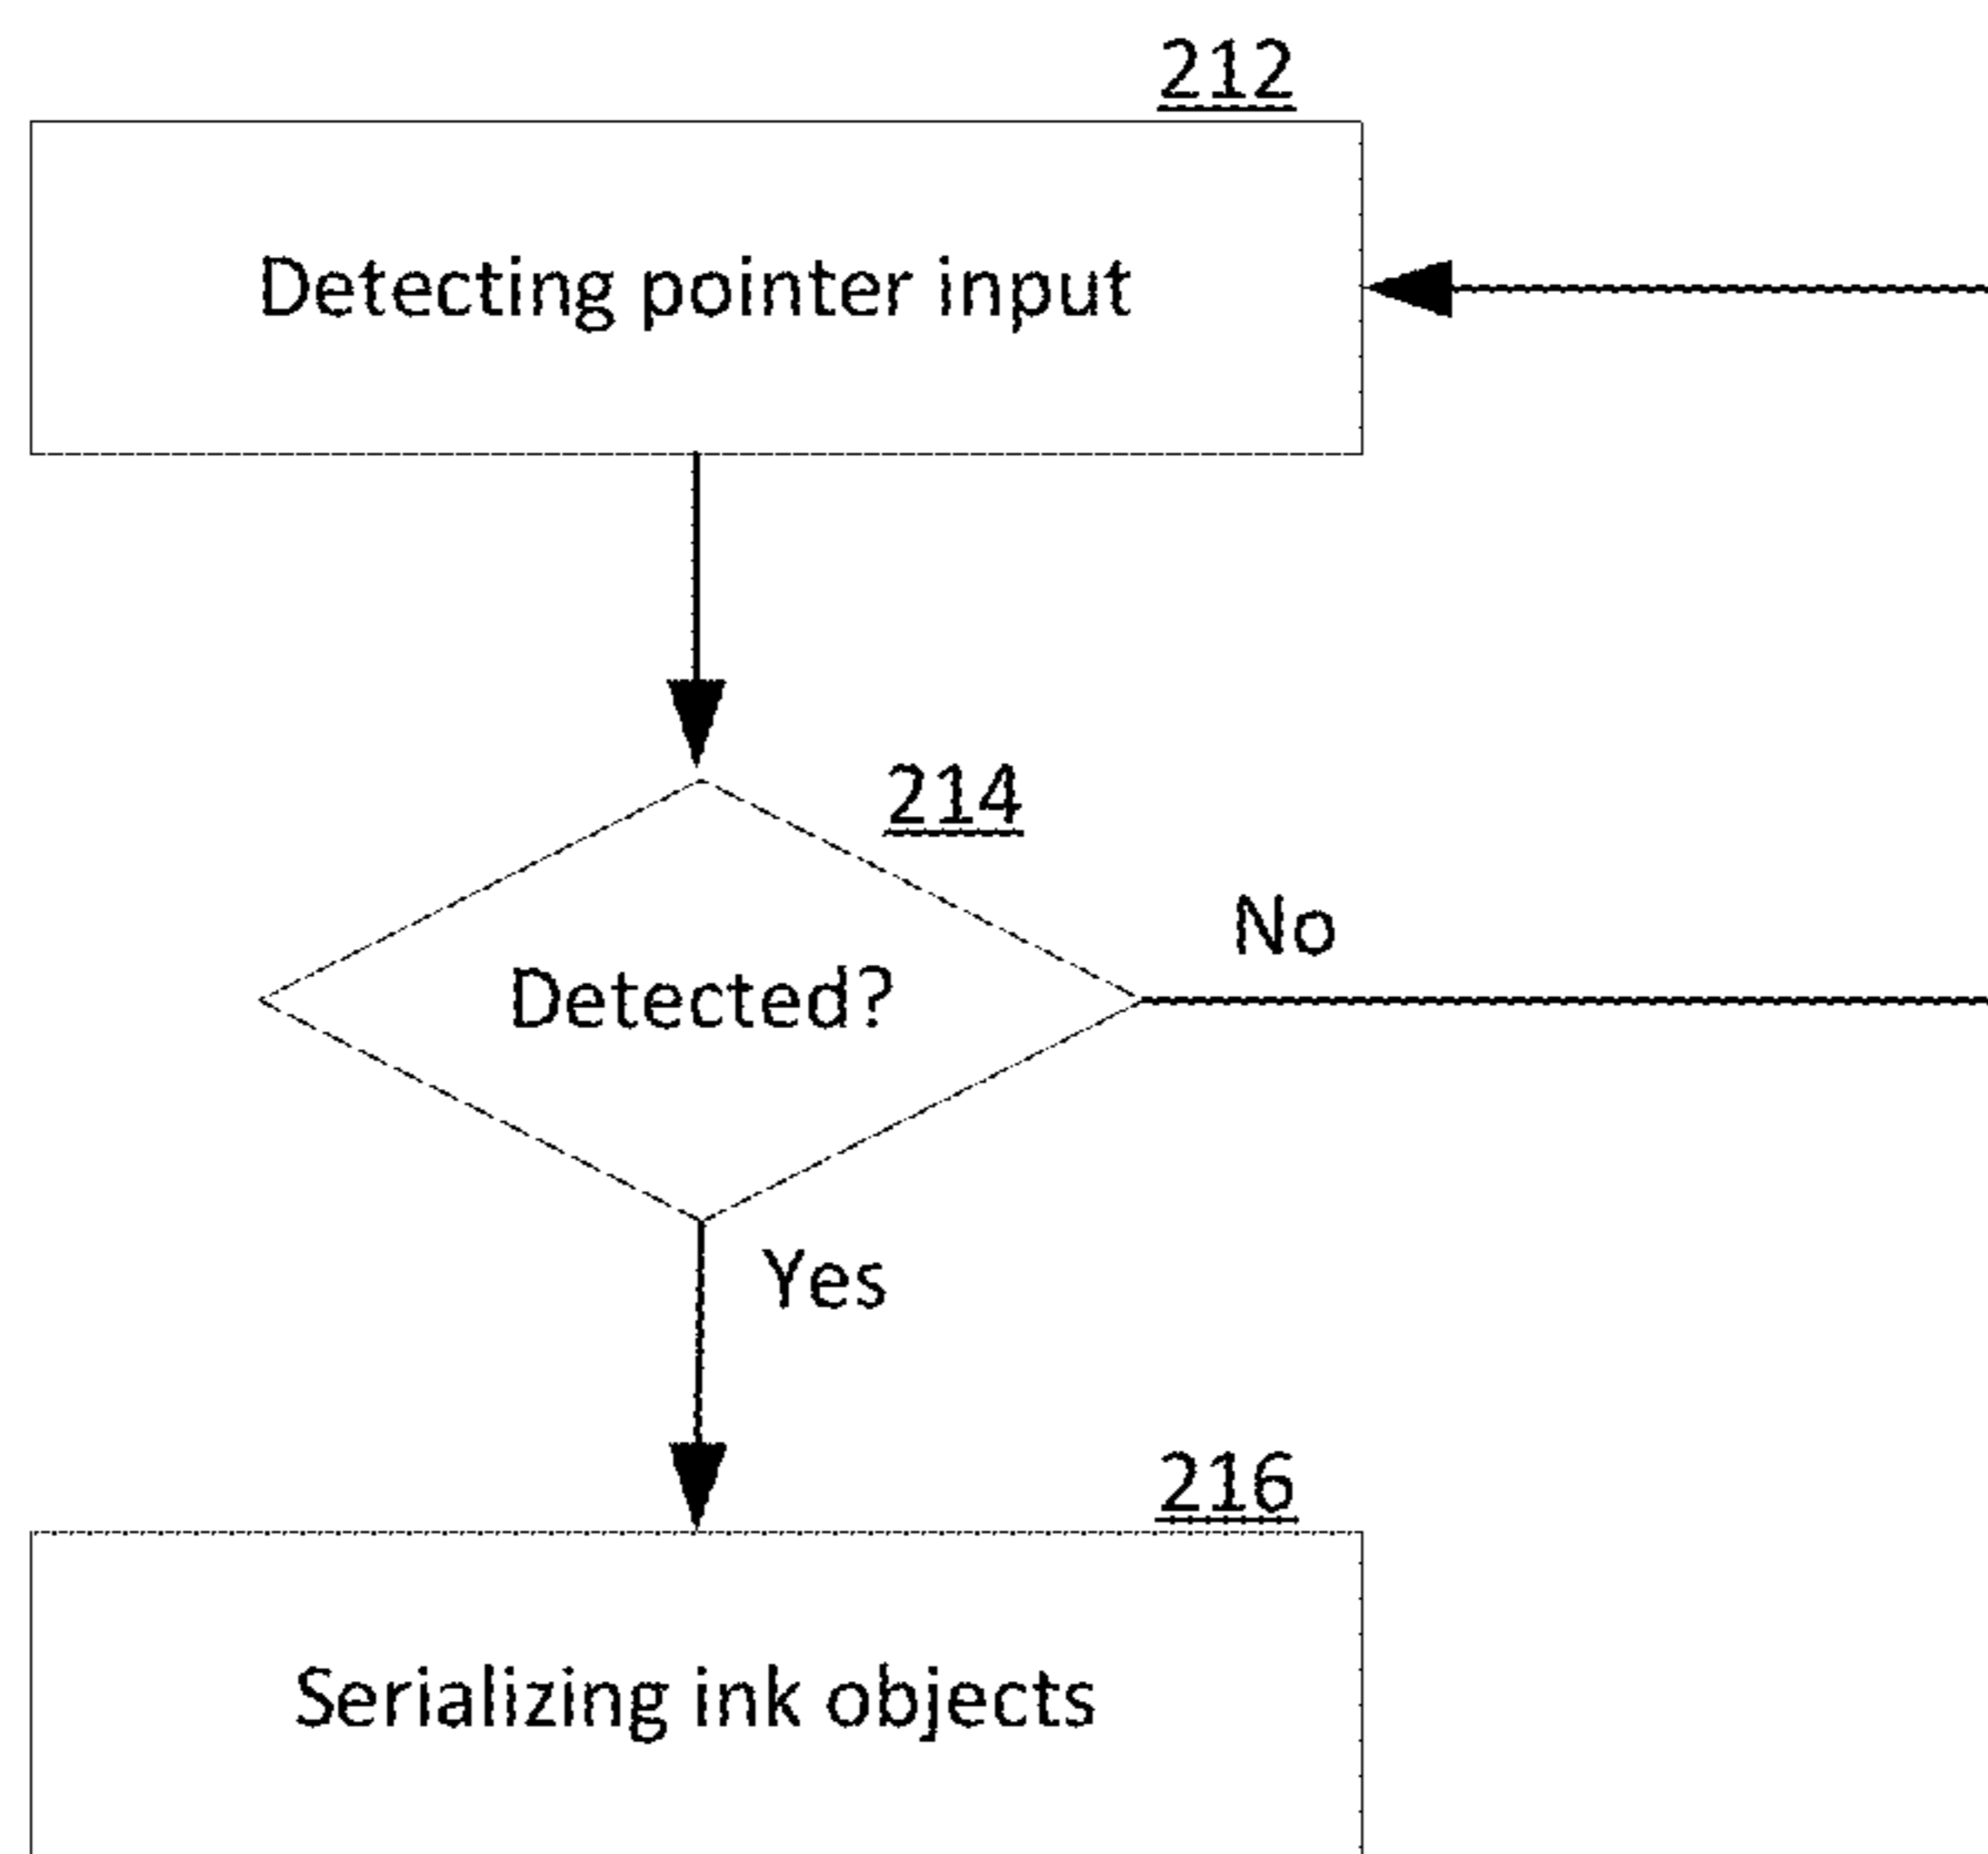 212
Detecting pointer input
214
No
Detected?
Yes
216
Serializing ink objects